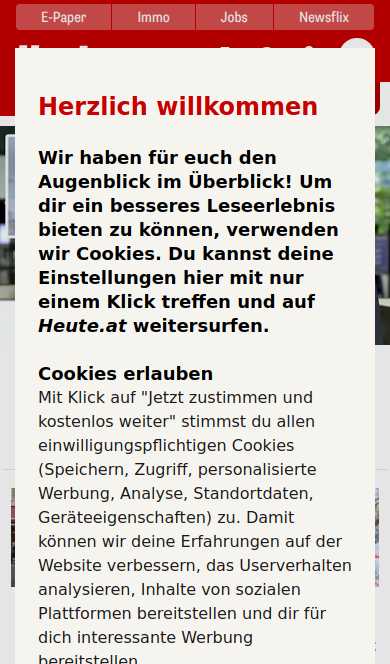 E-Paper Immo Jobs Newsflix
Herzlich willkommen
Wir haben für euch den
Augenblick im Überblick! Um
dir ein besseres Leseerlebnis
bieten zu können, verwenden
wir Cookies. Du kannst deine
Einstellungen hier mit nur
einem Klick treffen und auf
Heute.at weitersurfen.
Cookies erlauben
Mit Klick auf "Jetzt zustimmen und
kostenlos weiter" stimmst du allen
einwilligungspflichtigen Cookies
(Speichern, Zugriff, personalisierte
Werbung, Analyse, Standortdaten,
Geräteeigenschaften) zu. Damit
können wir deine Erfahrungen auf der
Website verbessern, das Userverhalten
analysieren, Inhalte von sozialen
Plattformen bereitstellen und dir für
dich interessante Werbung
bereitstellen